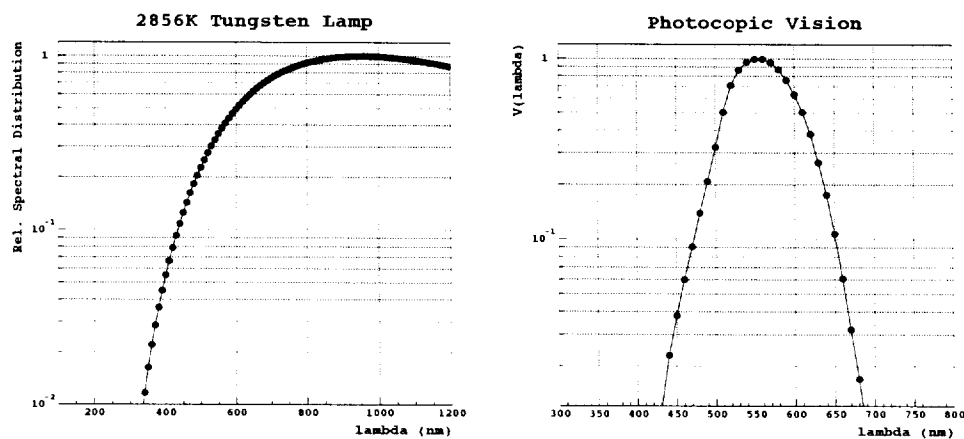 2856K Tungsten Lamp
Rel. Spectral Distribution
1
10^-1
10^-2
200 400 600 800 1000 1200
lambda (nm)
Photocopic Vision
V(lambda)
1
10^-1
300 350 400 450 500 550 600 650 700 750 800
lambda (nm)